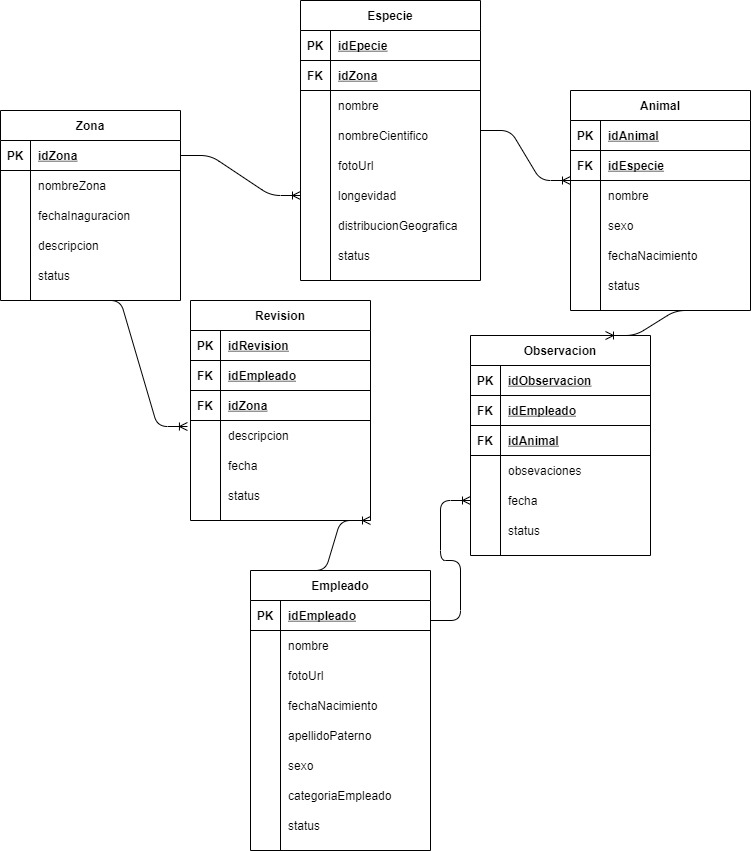 Especie
PK idEpecie
FK idZona
nombre
nombreCientifico
fotoUrl
longevidad
distribucionGeografica
status
Animal
PK idAnimal
FK idEspecie
nombre
sexo
fechaNacimiento
status
Zona
PK idZona
nombreZona
fechaInaguracion
descripcion
status
Revision
PK idRevision
FK idEmpleado
FK idZona
descripcion
fecha
status
Observacion
PK idObservacion
FK idEmpleado
FK idAnimal
obsevaciones
fecha
status
Empleado
PK idEmpleado
nombre
fotoUrl
fechaNacimiento
apellidoPaterno
sexo
categoriaEmpleado
status